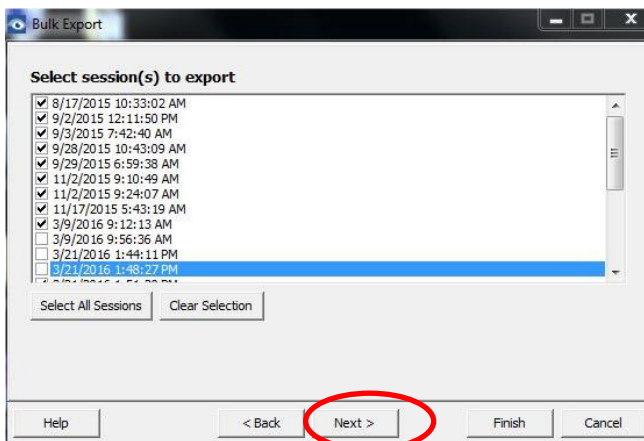 Bulk Export
Select session(s) to export
8/17/2015 10:33:02 AM
9/2/2015 12:11:50 PM
9/3/2015 7:42:40 AM
9/28/2015 10:43:09 AM
9/29/2015 6:59:38 AM
11/2/2015 9:10:49 AM
11/2/2015 9:24:07 AM
11/17/2015 5:43:19 AM
3/9/2016 9:12:13 AM
3/9/2016 9:56:36 AM
3/21/2016 1:44:11 PM
3/21/2016 1:48:27 PM
Select All Sessions Clear Selection
Help < Back Next > Finish Cancel